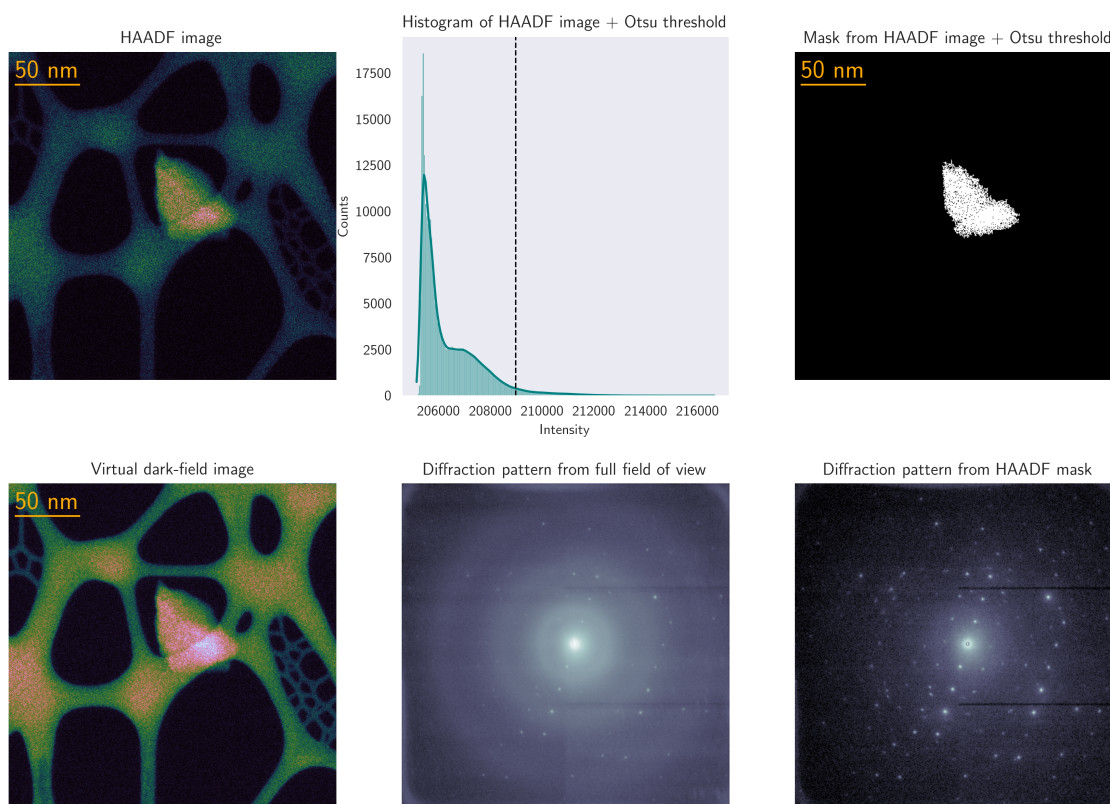 HAADF image
50 nm
Histogram of HAADF image + Otsu threshold
17500
15000
12500
10000
7500
5000
2500
0
Counts
206000 208000 210000 212000 214000 216000
Intensity
Mask from HAADF image + Otsu threshold
50 nm
Virtual dark-field image
50 nm
Diffraction pattern from full field of view
Diffraction pattern from HAADF mask